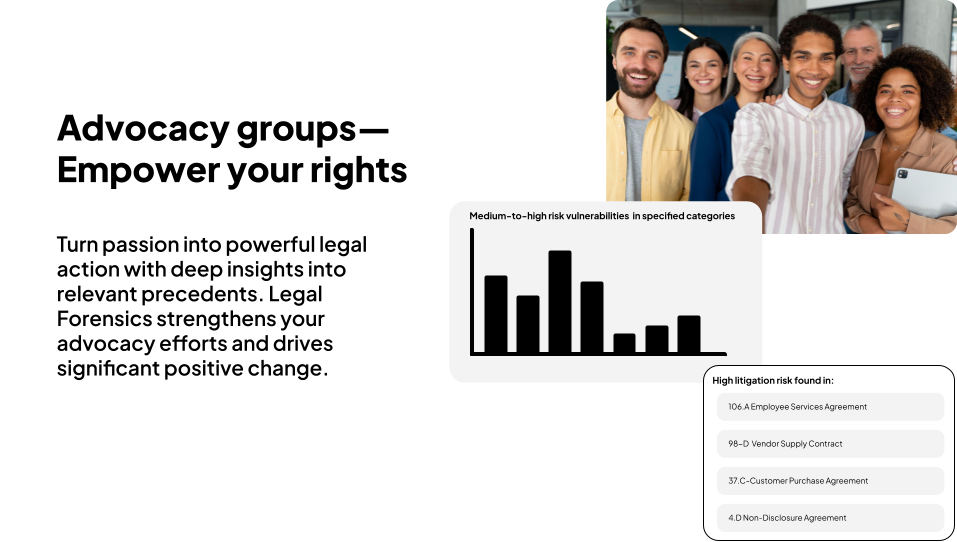 Advocacy groups—
Empower your rights
Turn passion into powerful legal
action with deep insights into
relevant precedents. Legal
Forensics strengthens your
advocacy efforts and drives
significant positive change.
Medium-to-high risk vulnerabilities in specified categories
High litigation risk found in:
106.A Employee Services Agreement
98-D Vendor Supply Contract
37.C-Customer Purchase Agreement
4.D Non-Disclosure Agreement